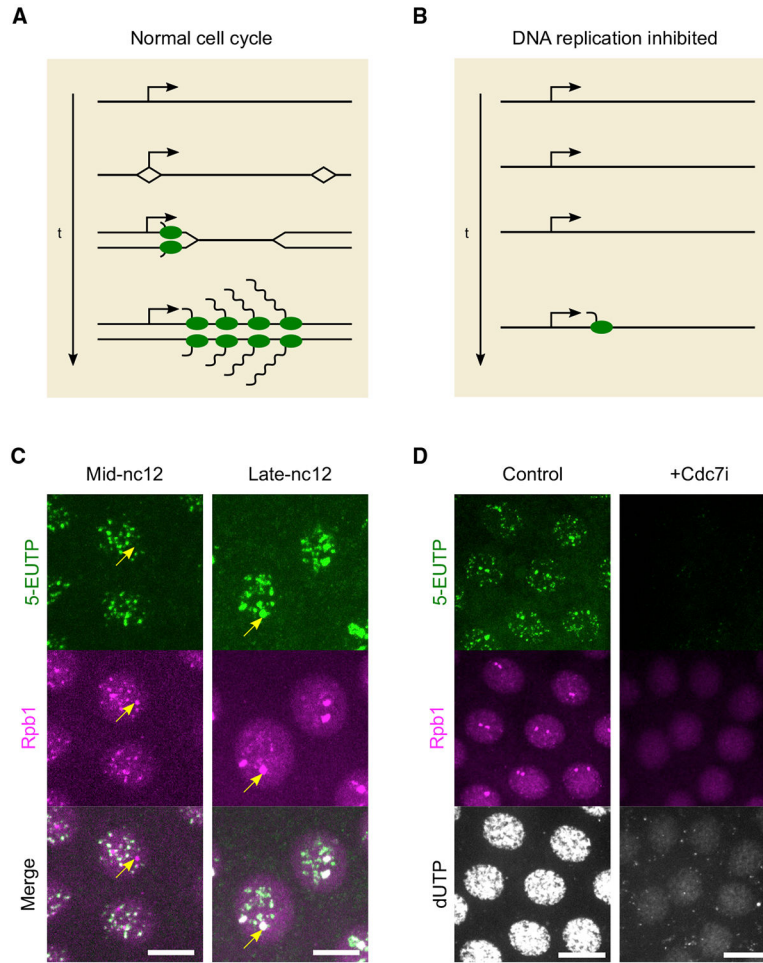 A
Normal cell cycle
t
B
DNA replication inhibited
t
C
Mid-nc12
Late-nc12
5-EUTP
Rpb1
Merge
D
Control
+Cdc7i
5-EUTP
Rpb1
dUTP